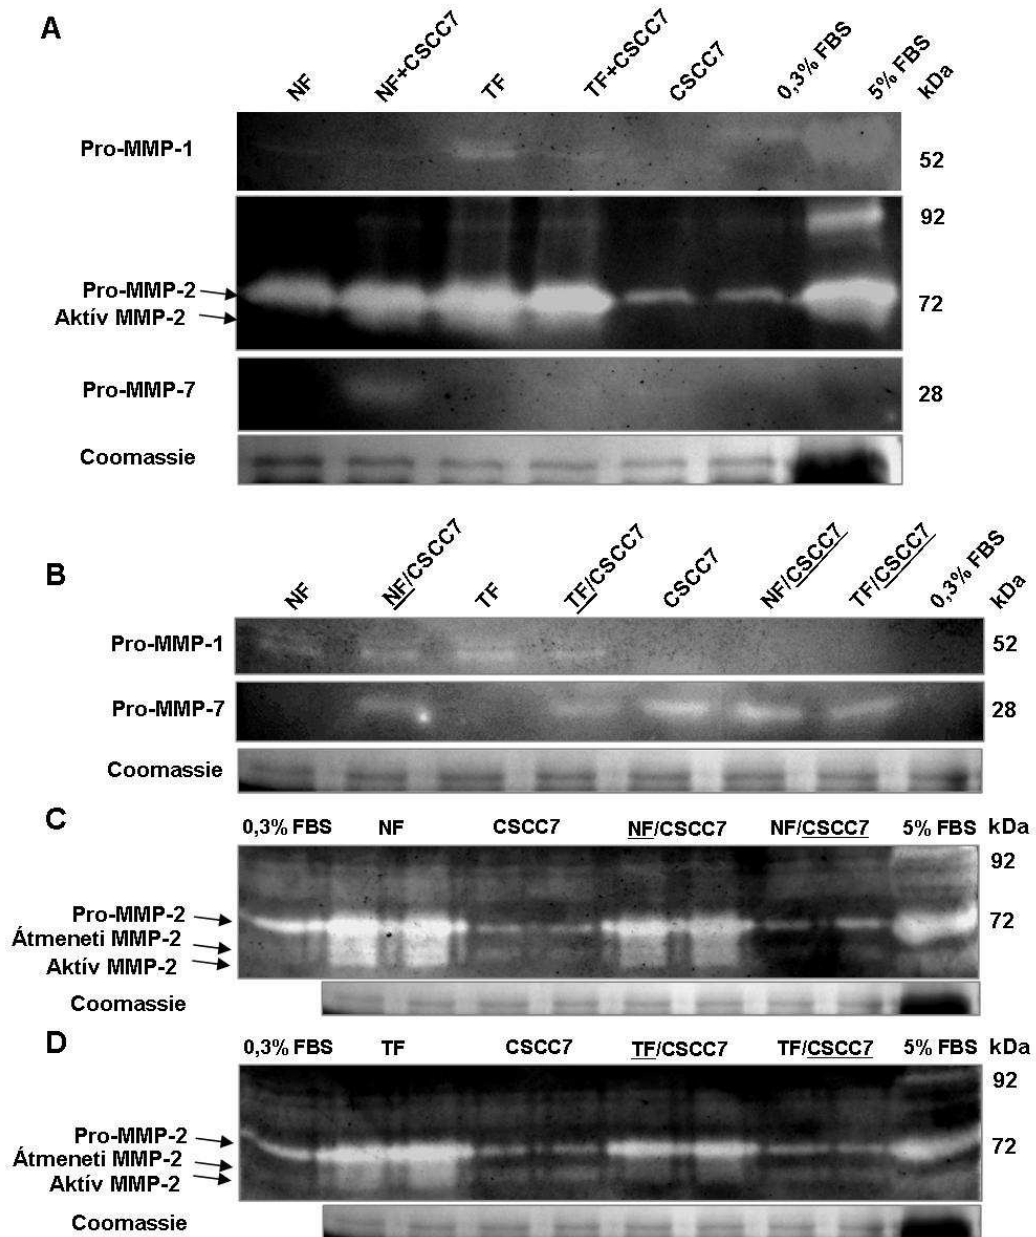 A
NF NF+CSCC7 TF TF+CSCC7 CSCC7 0,3% FBS 5% FBS kDa
Pro-MMP-1 52
92
Pro-MMP-2 72
Aktív MMP-2
Pro-MMP-7 28
Coomassie
B
NF NF/CSCC7 TF TF/CSCC7 CSCC7 NF/CSCC7 TF/CSCC7 0,3% FBS kDa
Pro-MMP-1 52
Pro-MMP-7 28
Coomassie
C
0,3% FBS NF CSCC7 NF/CSCC7 NF/CSCC7 5% FBS kDa
92
Pro-MMP-2 72
Átmeneti MMP-2
Aktív MMP-2
Coomassie
D
0,3% FBS TF CSCC7 TF/CSCC7 TF/CSCC7 5% FBS kDa
92
Pro-MMP-2 72
Átmeneti MMP-2
Aktív MMP-2
Coomassie